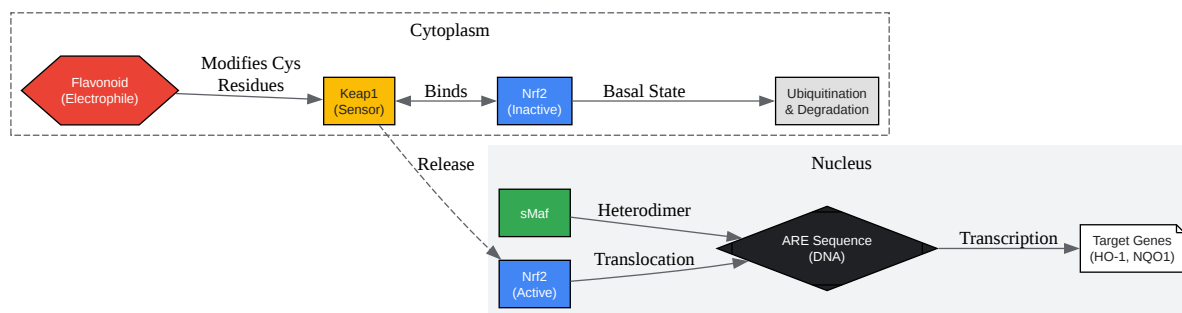 Cytoplasm
Flavonoid
(Electrophile)
Modifies Cys
Residues
Keap1
(Sensor)
Binds
Nrf2
(Inactive)
Basal State
Ubiquitination
& Degradation
Release
Nucleus
sMaf
Heterodimer
Nrf2
(Active)
Translocation
ARE Sequence
(DNA)
Transcription
Target Genes
(HO-1, NQO1)